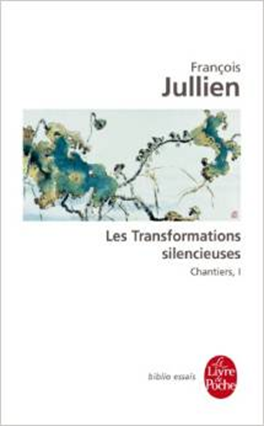 François
Jullien
Les Transformations
silencieuses
Chantiers, I
biblio essais
Le
Livre
de
Poche